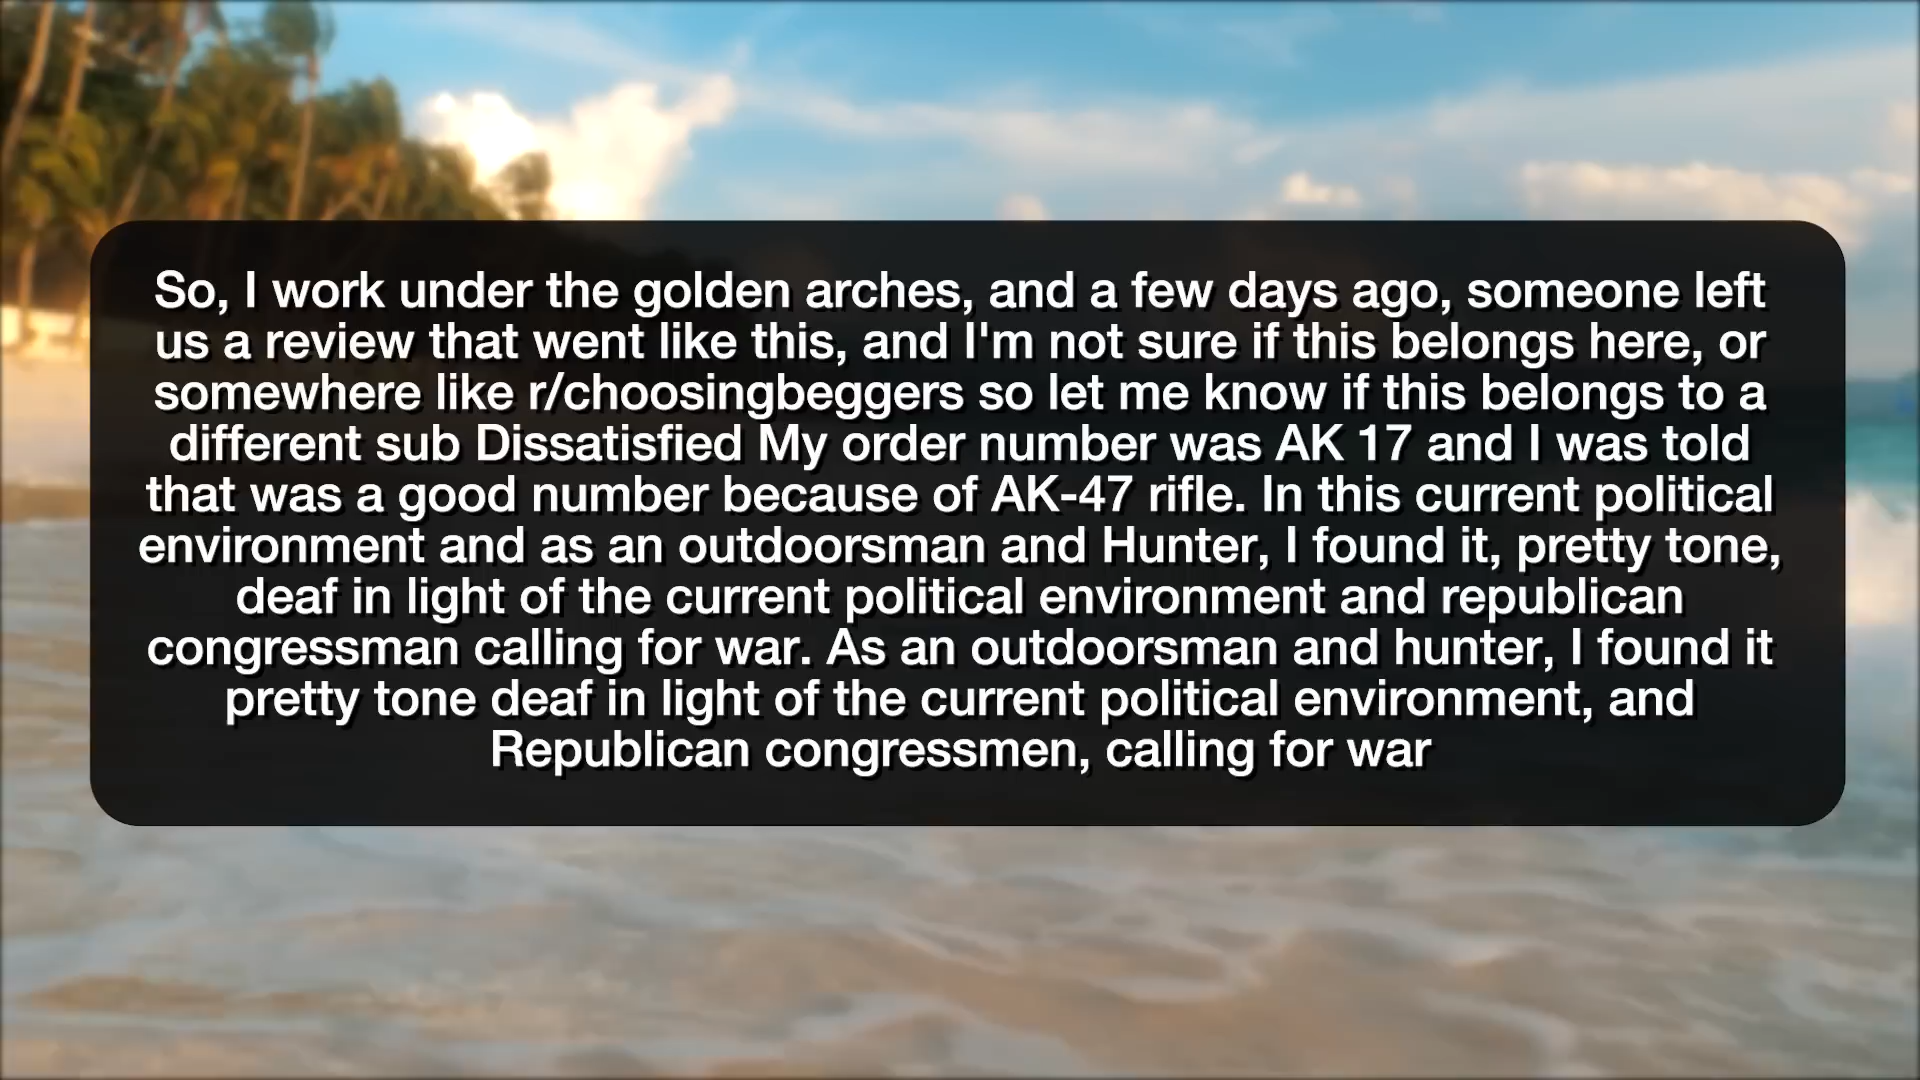 So, I work under the golden arches, and a few days ago, someone left
us a review that went like this, and I'm not sure if this belongs here, or
somewhere like r/choosingbeggers so let me know if this belongs to a
different sub Dissatisfied My order number was AK 17 and I was told
that was a good number because of AK-47 rifle. In this current political
environment and as an outdoorsman and Hunter, I found it, pretty tone,
deaf in light of the current political environment and republican
congressman calling for war. As an outdoorsman and hunter, I found it
pretty tone deaf in light of the current political environment, and
Republican congressmen, calling for war